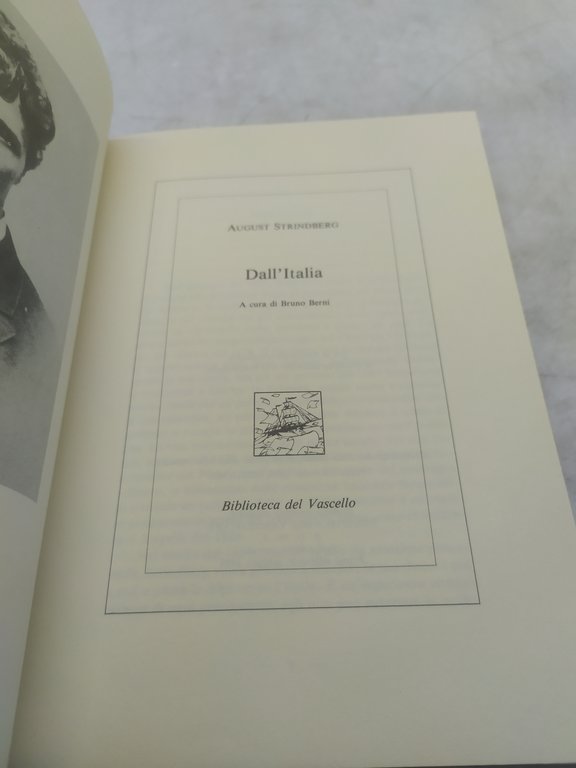 AUGUST STRINDBERG
Dall'Italia
A cura di Bruno Berni
Biblioteca del Vascello